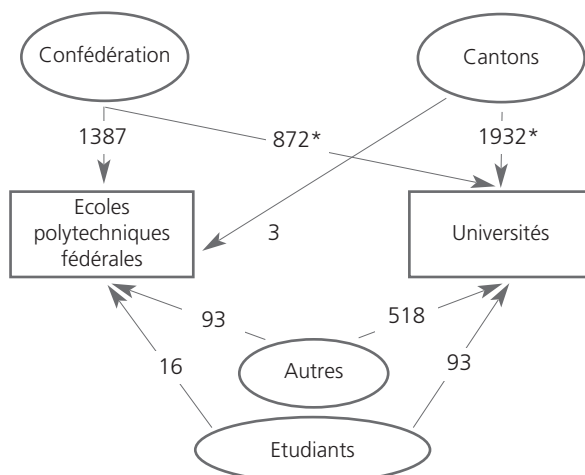 Confédération
Cantons
1387
872*
1932*
Ecoles
polytechniques
fédérales
3
Universités
93
518
16
Autres
93
Etudiants